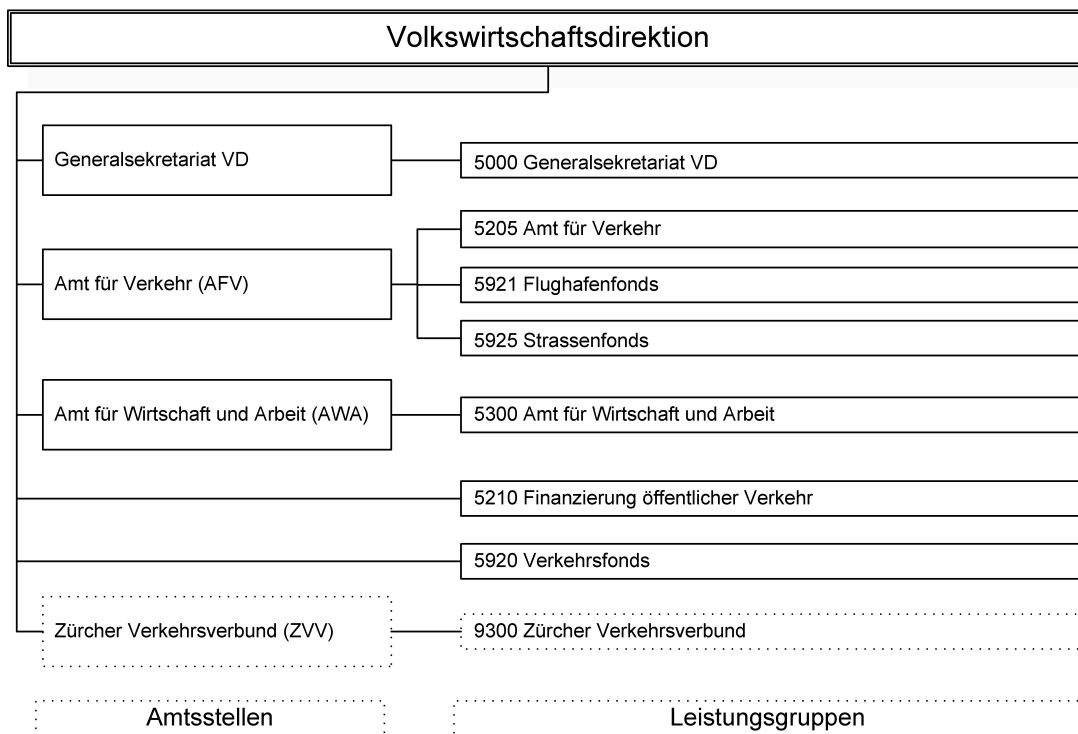 Volkswirtschaftsdirektion
Generalsekretariat VD
5000 Generalsekretariat VD
Amt für Verkehr (AFV)
5205 Amt für Verkehr
5921 Flughafenfonds
5925 Strassenfonds
Amt für Wirtschaft und Arbeit (AWA)
5300 Amt für Wirtschaft und Arbeit
5210 Finanzierung öffentlicher Verkehr
5920 Verkehrsfonds
Zürcher Verkehrsverbund (ZVV)
9300 Zürcher Verkehrsverbund
Amtsstellen
Leistungsgruppen